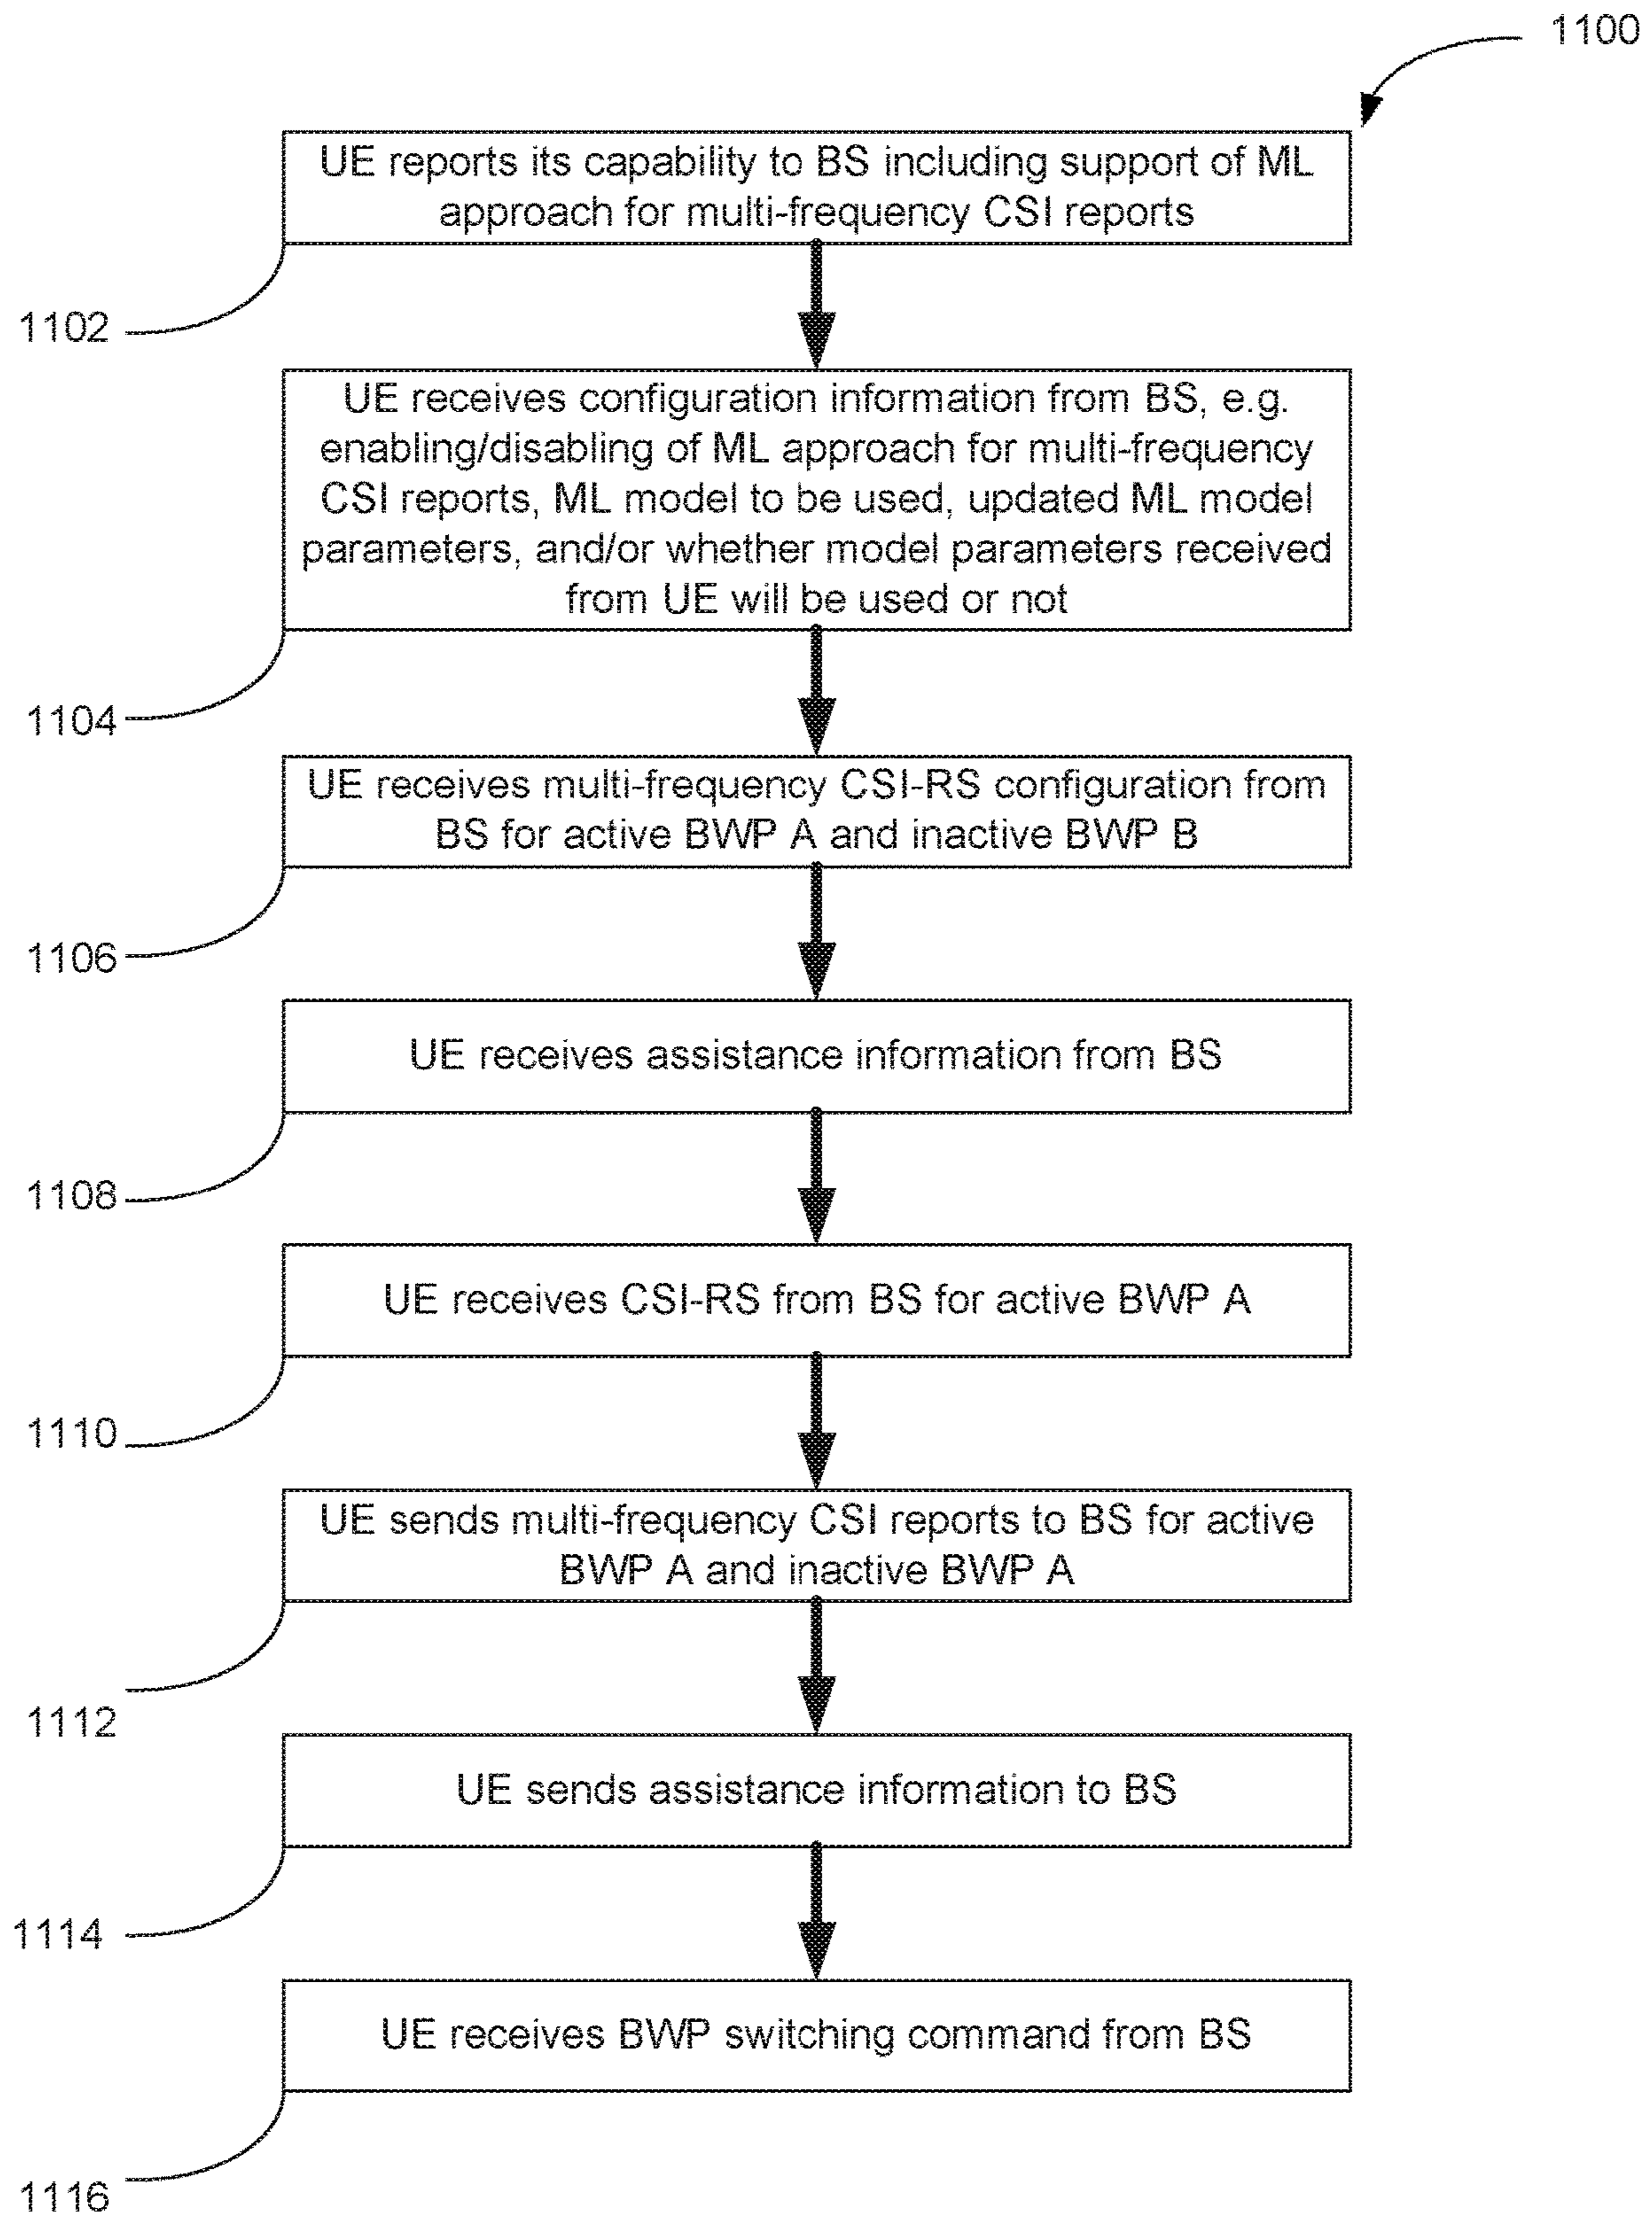 1100
UE reports its capability to BS including support of ML
approach for multi-frequency CSI reports
1102
UE receives configuration information from BS, e.g.
enabling/disabling of ML approach for multi-frequency
CSI reports, ML model to be used, updated ML model
parameters, and/or whether model parameters received
from UE will be used or not
1104
UE receives multi-frequency CSI-RS configuration from
BS for active BWP A and inactive BWP B
1106
UE receives assistance information from BS
1108
UE receives CSI-RS from BS for active BWP A
1110
UE sends multi-frequency CSI reports to BS for active
BWP A and inactive BWP A
1112
UE sends assistance information to BS
1114
UE receives BWP switching command from BS
1116